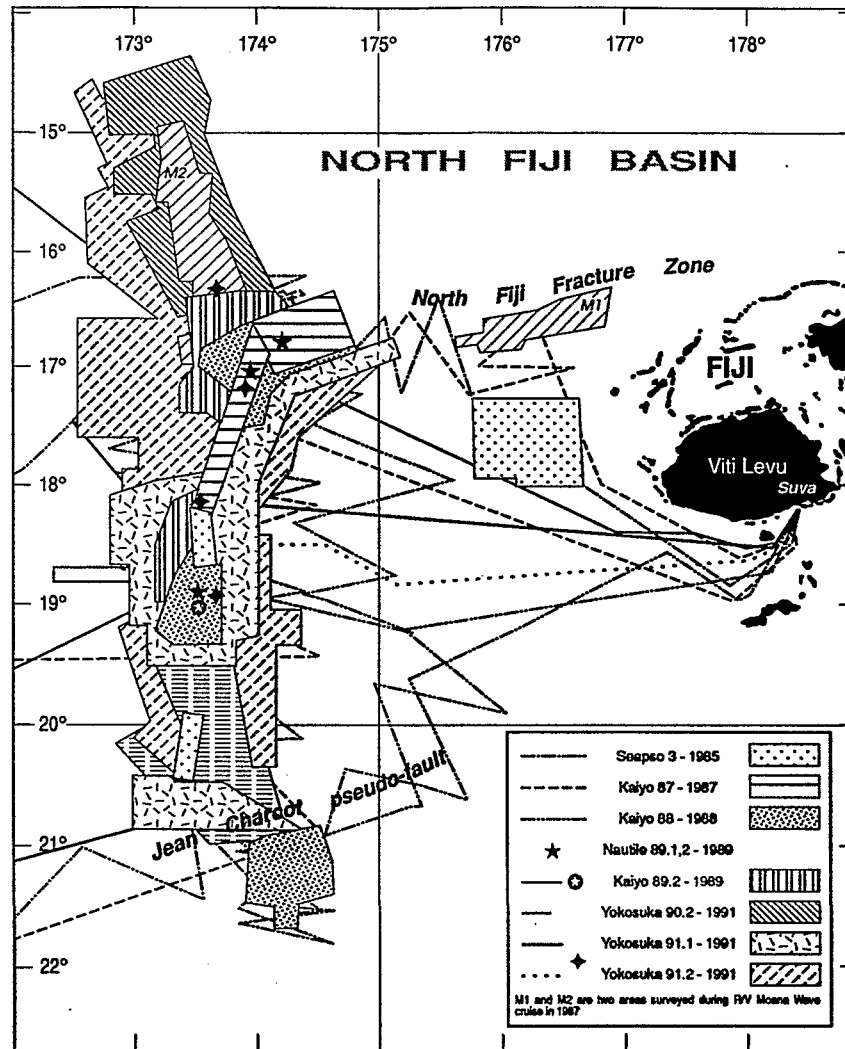 173° 174° 175° 176° 177° 178°
15°
NORTH FIJI BASIN
M2
16°
North Fiji Fracture Zone
M1
17°
FIJI
Viti Levu
18°
Suva
19°
20°
Jean Charcot pseudo-fault
21°
22°
Seapso 3 - 1985
Kaiyo 87 - 1987
Kaiyo 88 - 1988
Nautile 89.1,2 - 1989
Kaiyo 89.2 - 1989
Yokosuka 90.2 - 1991
Yokosuka 91.1 - 1991
Yokosuka 91.2 - 1991
M1 and M2 are two areas surveyed during R/V Moana Wave
cruise in 1987